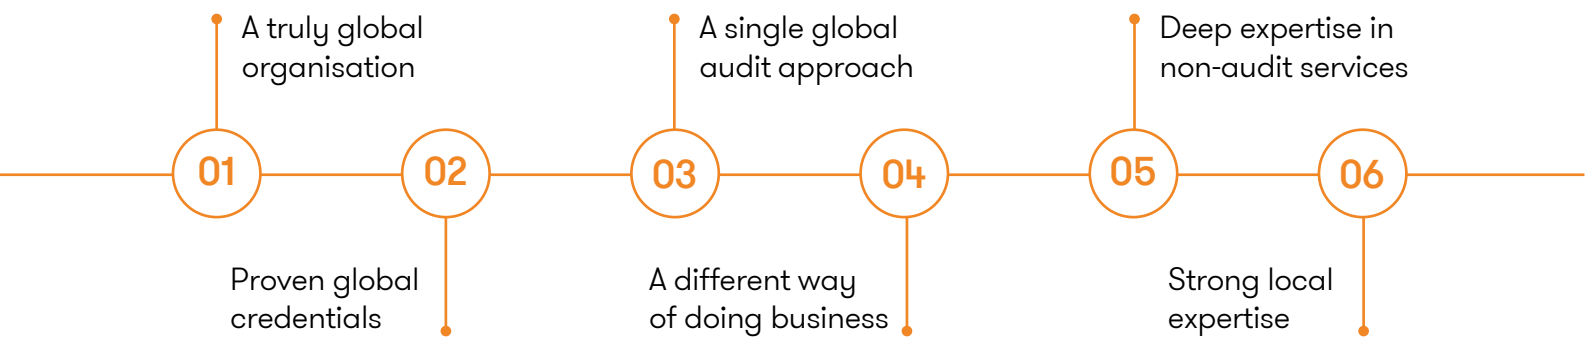 01
A truly global
organisation
02
Proven global
credentials
03
A single global
audit approach
04
A different way
of doing business
05
Deep expertise in
non-audit services
06
Strong local
expertise